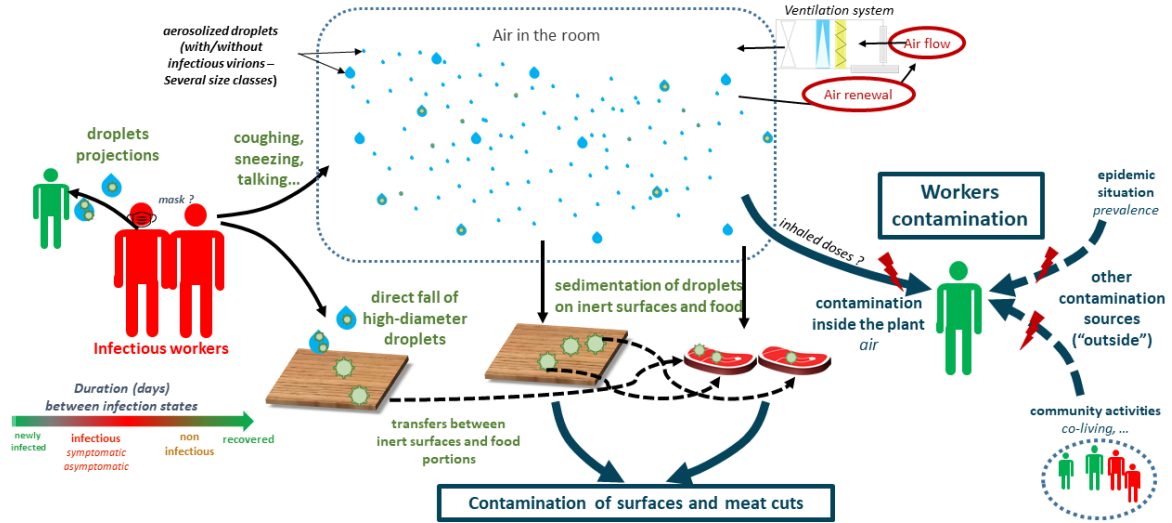 aerosolized droplets
(with/without
infectious virions –
Several size classes)
Air in the room
Ventilation system
Air flow
Air renewal
droplets
projections
coughing,
sneezing,
talking...
mask ?
Infectious workers
direct fall of
high-diameter
droplets
sedimentation of droplets
on inert surfaces and food
inhaled doses ?
Workers
contamination
epidemic
situation
prevalence
contamination
inside the plant
air
other
contamination
sources
(“outside”)
Duration (days)
between infection states
newly
infected
infectious
symptomatic
asymptomatic
non
infectious
recovered
transfers between
inert surfaces and food
portions
community activities
co-living, ...
Contamination of surfaces and meat cuts